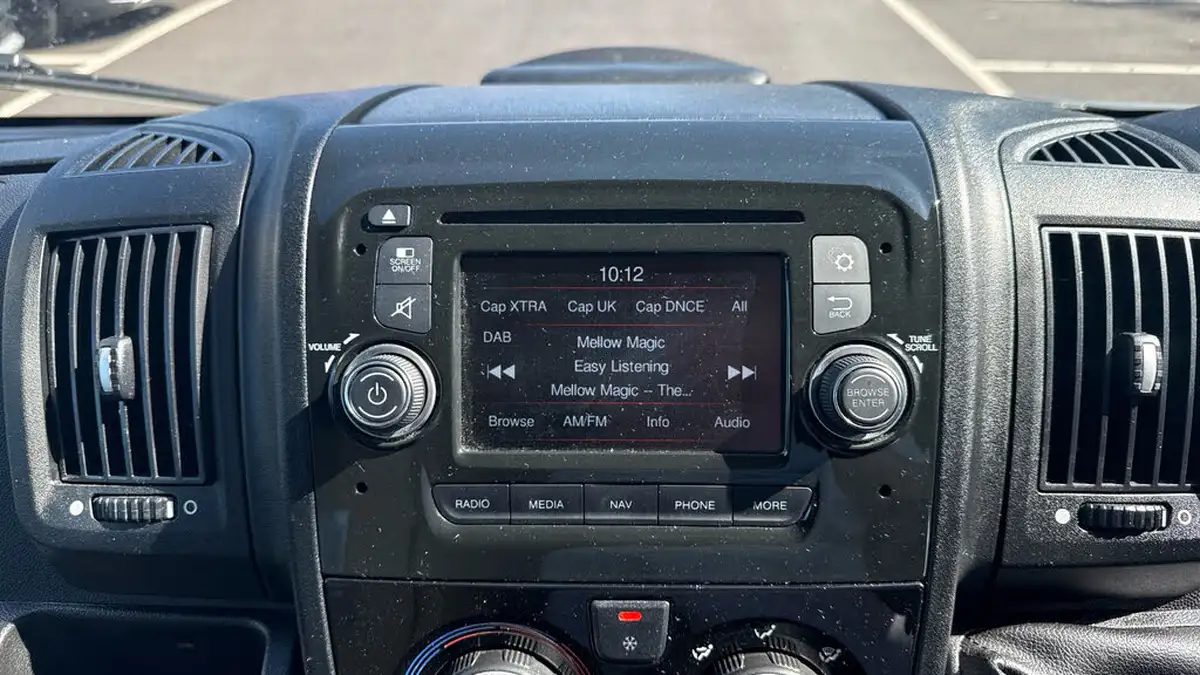 SCREEN
ON/OFF
10:12
Cap XTRA Cap UK Cap DNCE All
DAB
Mellow Magic
Easy Listening
Mellow Magic -- The...
Browse AM/FM Info Audio
BACK
VOLUME
TUNE
SCROLL
BROWSE
ENTER
RADIO MEDIA NAV PHONE MORE